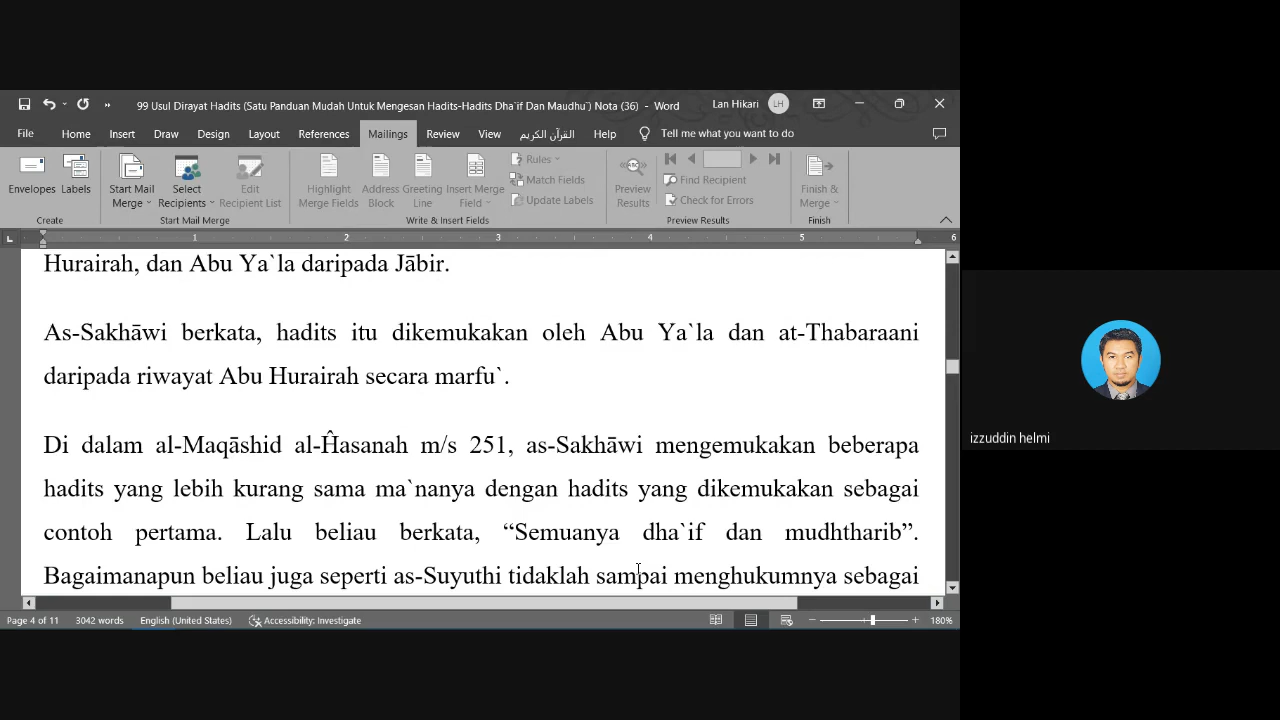 99 Usul Dirayat Hadits (Satu Panduan Mudah Untuk Mengesan Hadits-Hadits Dha`if Dan Maudhu`) Nota (36) - Word
Lan Hikari LH
File Home Insert Draw Design Layout References Mailings Review View القرآن الكريم Help Tell me what you want to do
Envelopes Labels
Create
Start Mail Merge
Select Recipients
Edit Recipient List
Start Mail Merge
Highlight Merge Fields
Address Block
Greeting Line
Insert Merge Field
Rules
Match Fields
Update Labels
Write & Insert Fields
Preview Results
Find Recipient
Check for Errors
Preview Results
Finish & Merge
Finish
1 2 3 4 5 6
Hurairah, dan Abu Ya`la daripada Jābir.
As-Sakhāwi berkata, hadits itu dikemukakan oleh Abu Ya`la dan at-Thabaraani
daripada riwayat Abu Hurairah secara marfu`.
Di dalam al-Maqāshid al-Ĥasanah m/s 251, as-Sakhāwi mengemukakan beberapa
hadits yang lebih kurang sama ma`nanya dengan hadits yang dikemukakan sebagai
contoh pertama. Lalu beliau berkata, “Semuanya dha`if dan mudhtharib”.
Bagaimanapun beliau juga seperti as-Suyuthi tidaklah sampai menghukumnya sebagai
Page 4 of 11 3042 words English (United States) Accessibility: Investigate 180%
izzuddin helmi